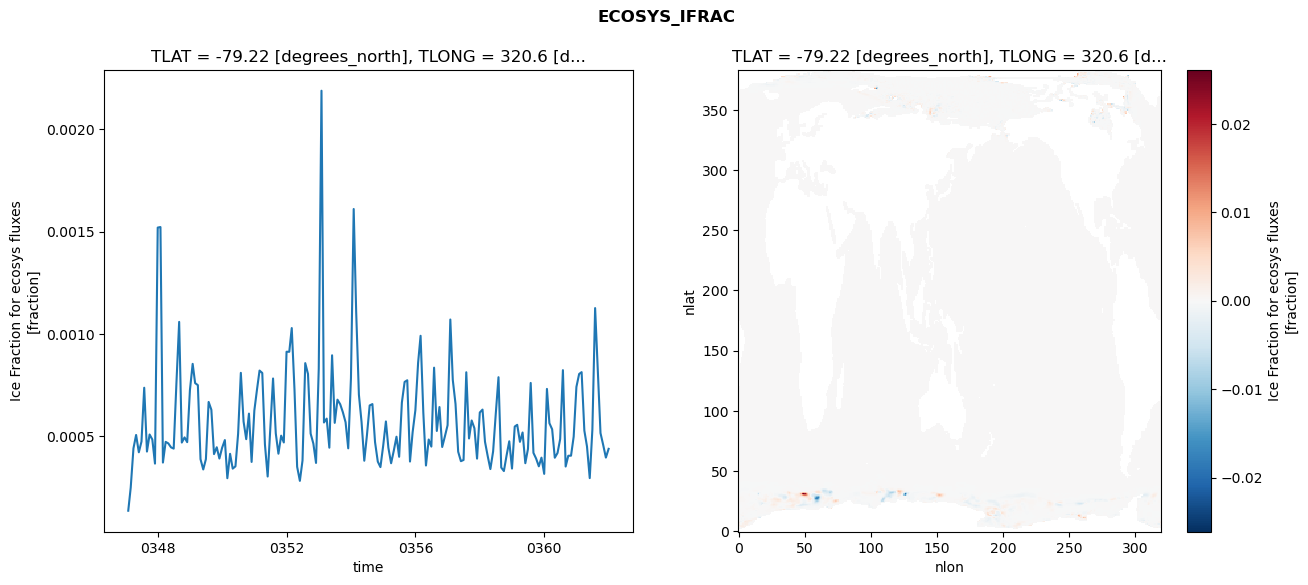 ECOSYS_IFRAC
TLAT = -79.22 [degrees_north], TLONG = 320.6 [d...
Ice Fraction for ecosys fluxes
[fraction]
0.0020
0.0015
0.0010
0.0005
0348
0352
0356
0360
time
TLAT = -79.22 [degrees_north], TLONG = 320.6 [d...
nlat
350
300
250
200
150
100
50
0
0
50
100
150
200
250
300
nlon
0.02
0.01
0.00
−0.01
−0.02
Ice Fraction for ecosys fluxes
[fraction]